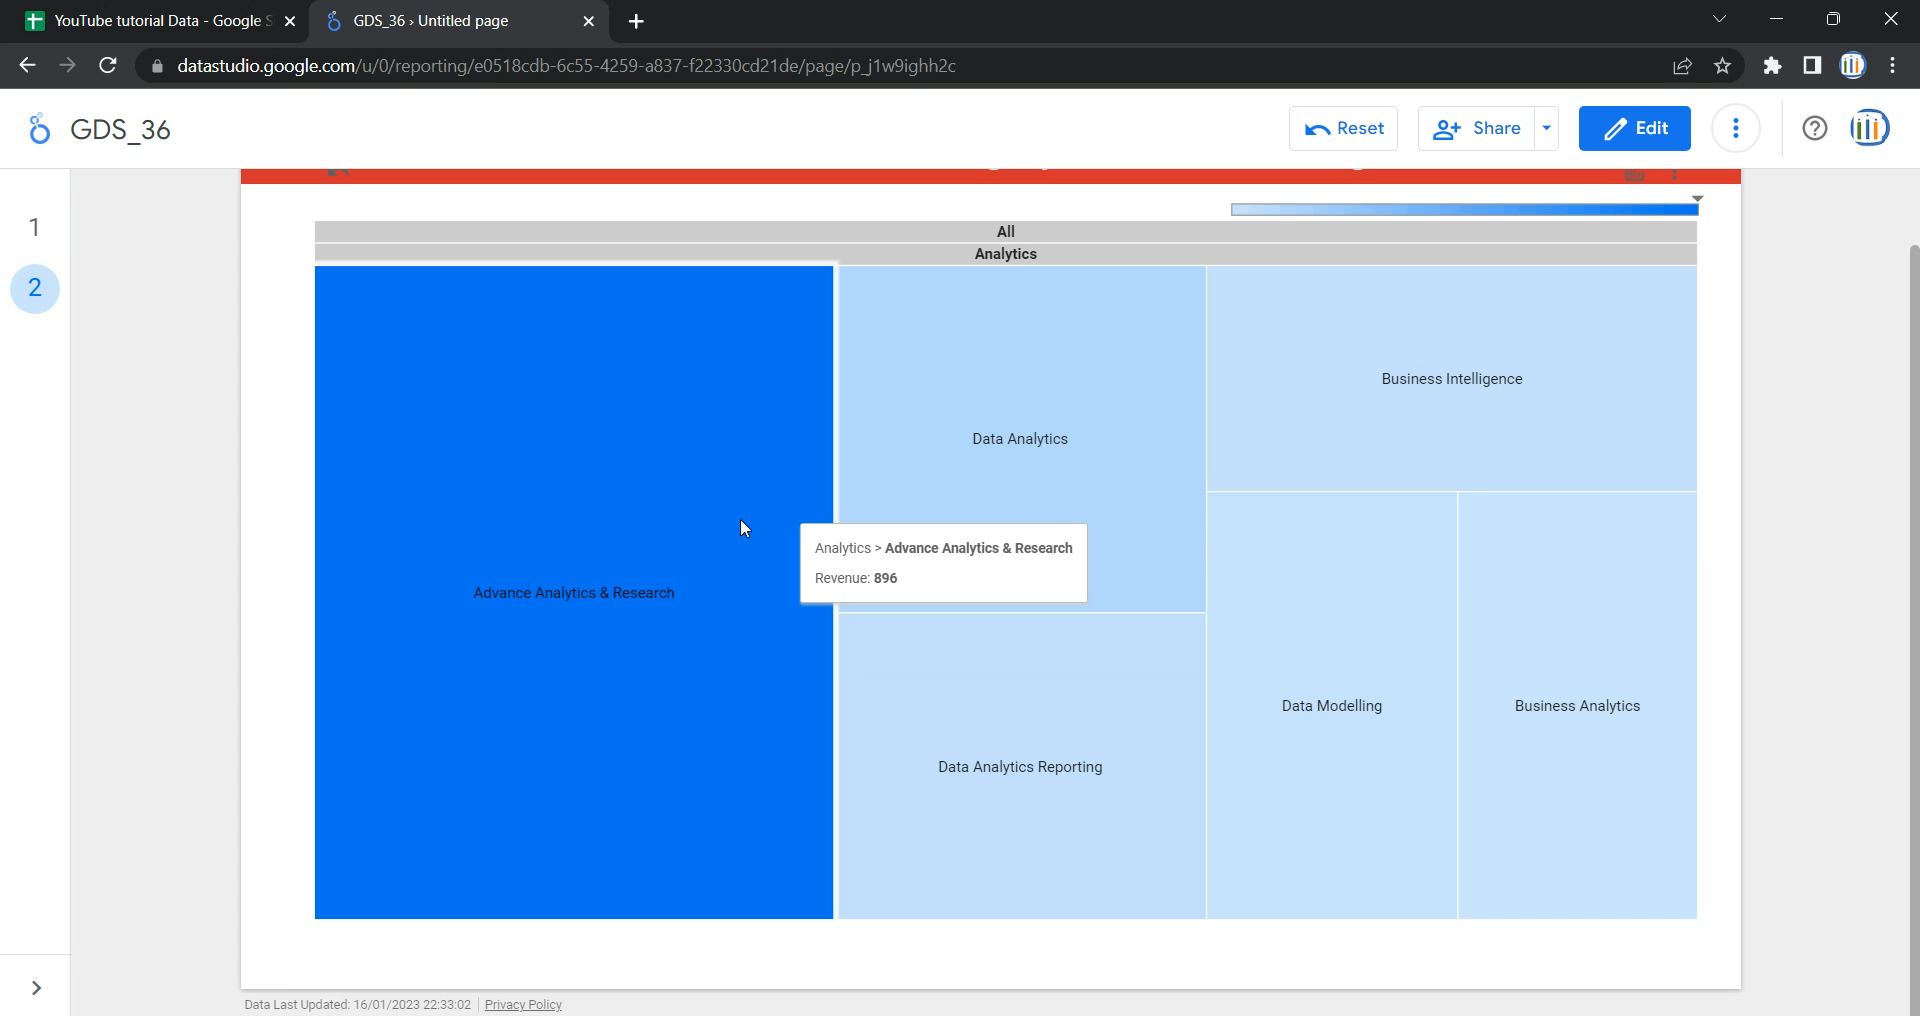 YouTube tutorial Data - Google S
GDS_36 › Untitled page
datastudio.google.com/u/0/reporting/e0518cdb-6c55-4259-a837-f22330cd21de/page/p_j1w9ighh2c
GDS_36
Reset
Share
Edit
1
2
All
Analytics
Business Intelligence
Data Analytics
Analytics > Advance Analytics & Research
Revenue: 896
Advance Analytics & Research
Data Modelling
Business Analytics
Data Analytics Reporting
Data Last Updated: 16/01/2023 22:33:02
Privacy Policy